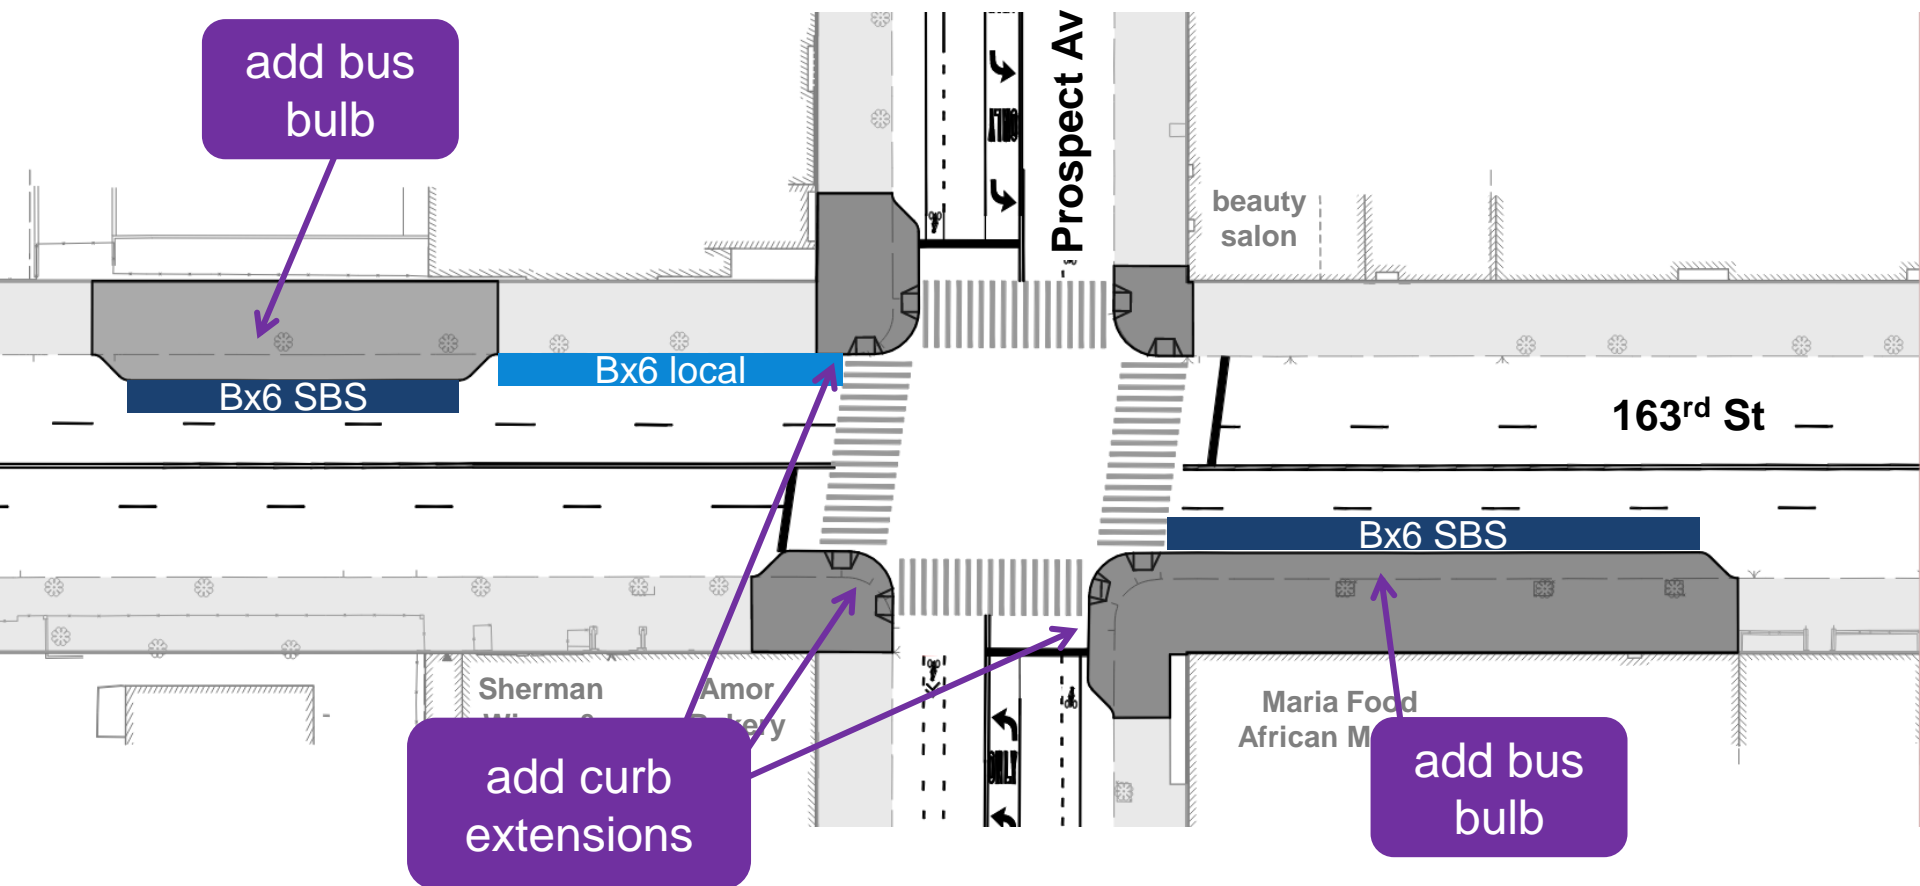 add bus
bulb
Prospect Av
ONLY
beauty
salon
Bx6 local
Bx6 SBS
163rd St
Bx6 SBS
Sherman
Amor
Maria Food
African
ONLY
add curb
extensions
add bus
bulb